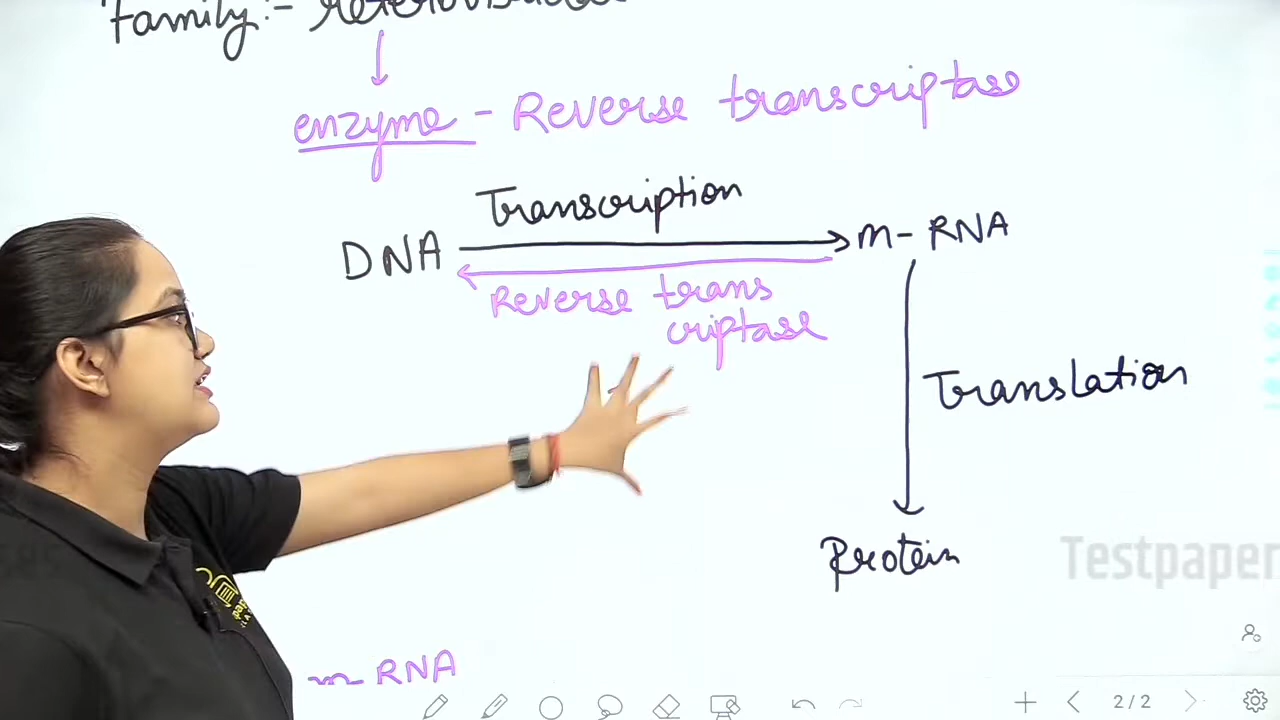 Family:-
enzyme - Reverse transcriptase
Transcription
DNA
m- RNA
Reverse trans
criptase
Translation
Protein
Testpaper
m-RNA
2/2